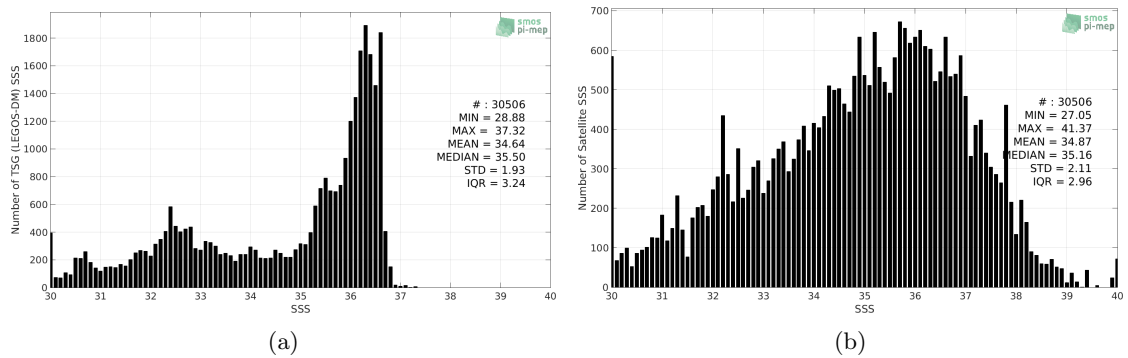 smos
pi-mep
1800
1600
1400
1200
1000
800
600
400
200
0
Number of TSG (LEGOS-DM) SSS
# : 30506
MIN = 28.88
MAX = 37.32
MEAN = 34.64
MEDIAN = 35.50
STD = 1.93
IQR = 3.24
30 31 32 33 34 35 36 37 38 39 40
SSS
(a)
smos
pi-mep
700
600
500
400
300
200
100
0
Number of Satellite SSS
# : 30506
MIN = 27.05
MAX = 41.37
MEAN = 34.87
MEDIAN = 35.16
STD = 2.11
IQR = 2.96
30 31 32 33 34 35 36 37 38 39 40
SSS
(b)